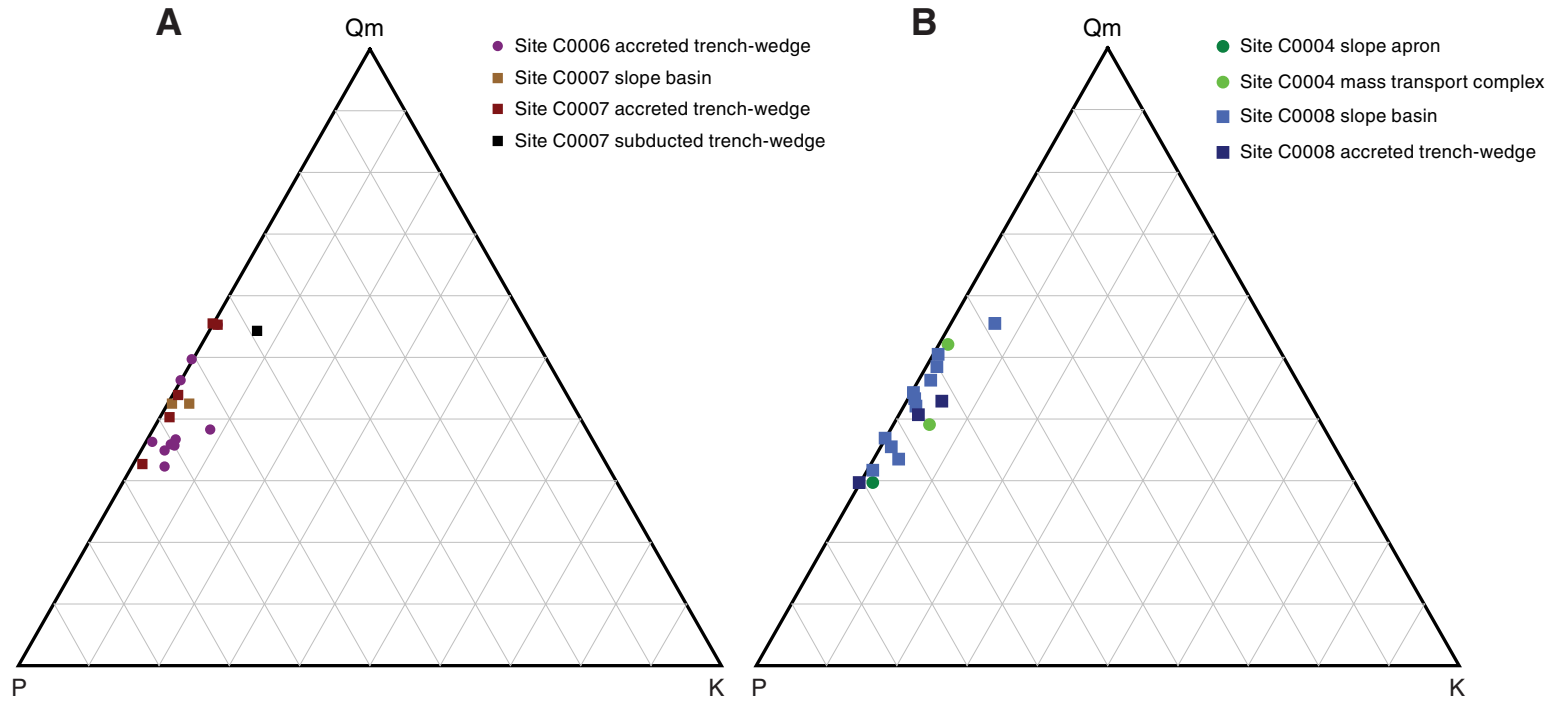 A
Qm
Site C0006 accreted trench-wedge
Site C0007 slope basin
Site C0007 accreted trench-wedge
Site C0007 subducted trench-wedge
P
K
B
Qm
Site C0004 slope apron
Site C0004 mass transport complex
Site C0008 slope basin
Site C0008 accreted trench-wedge
P
K